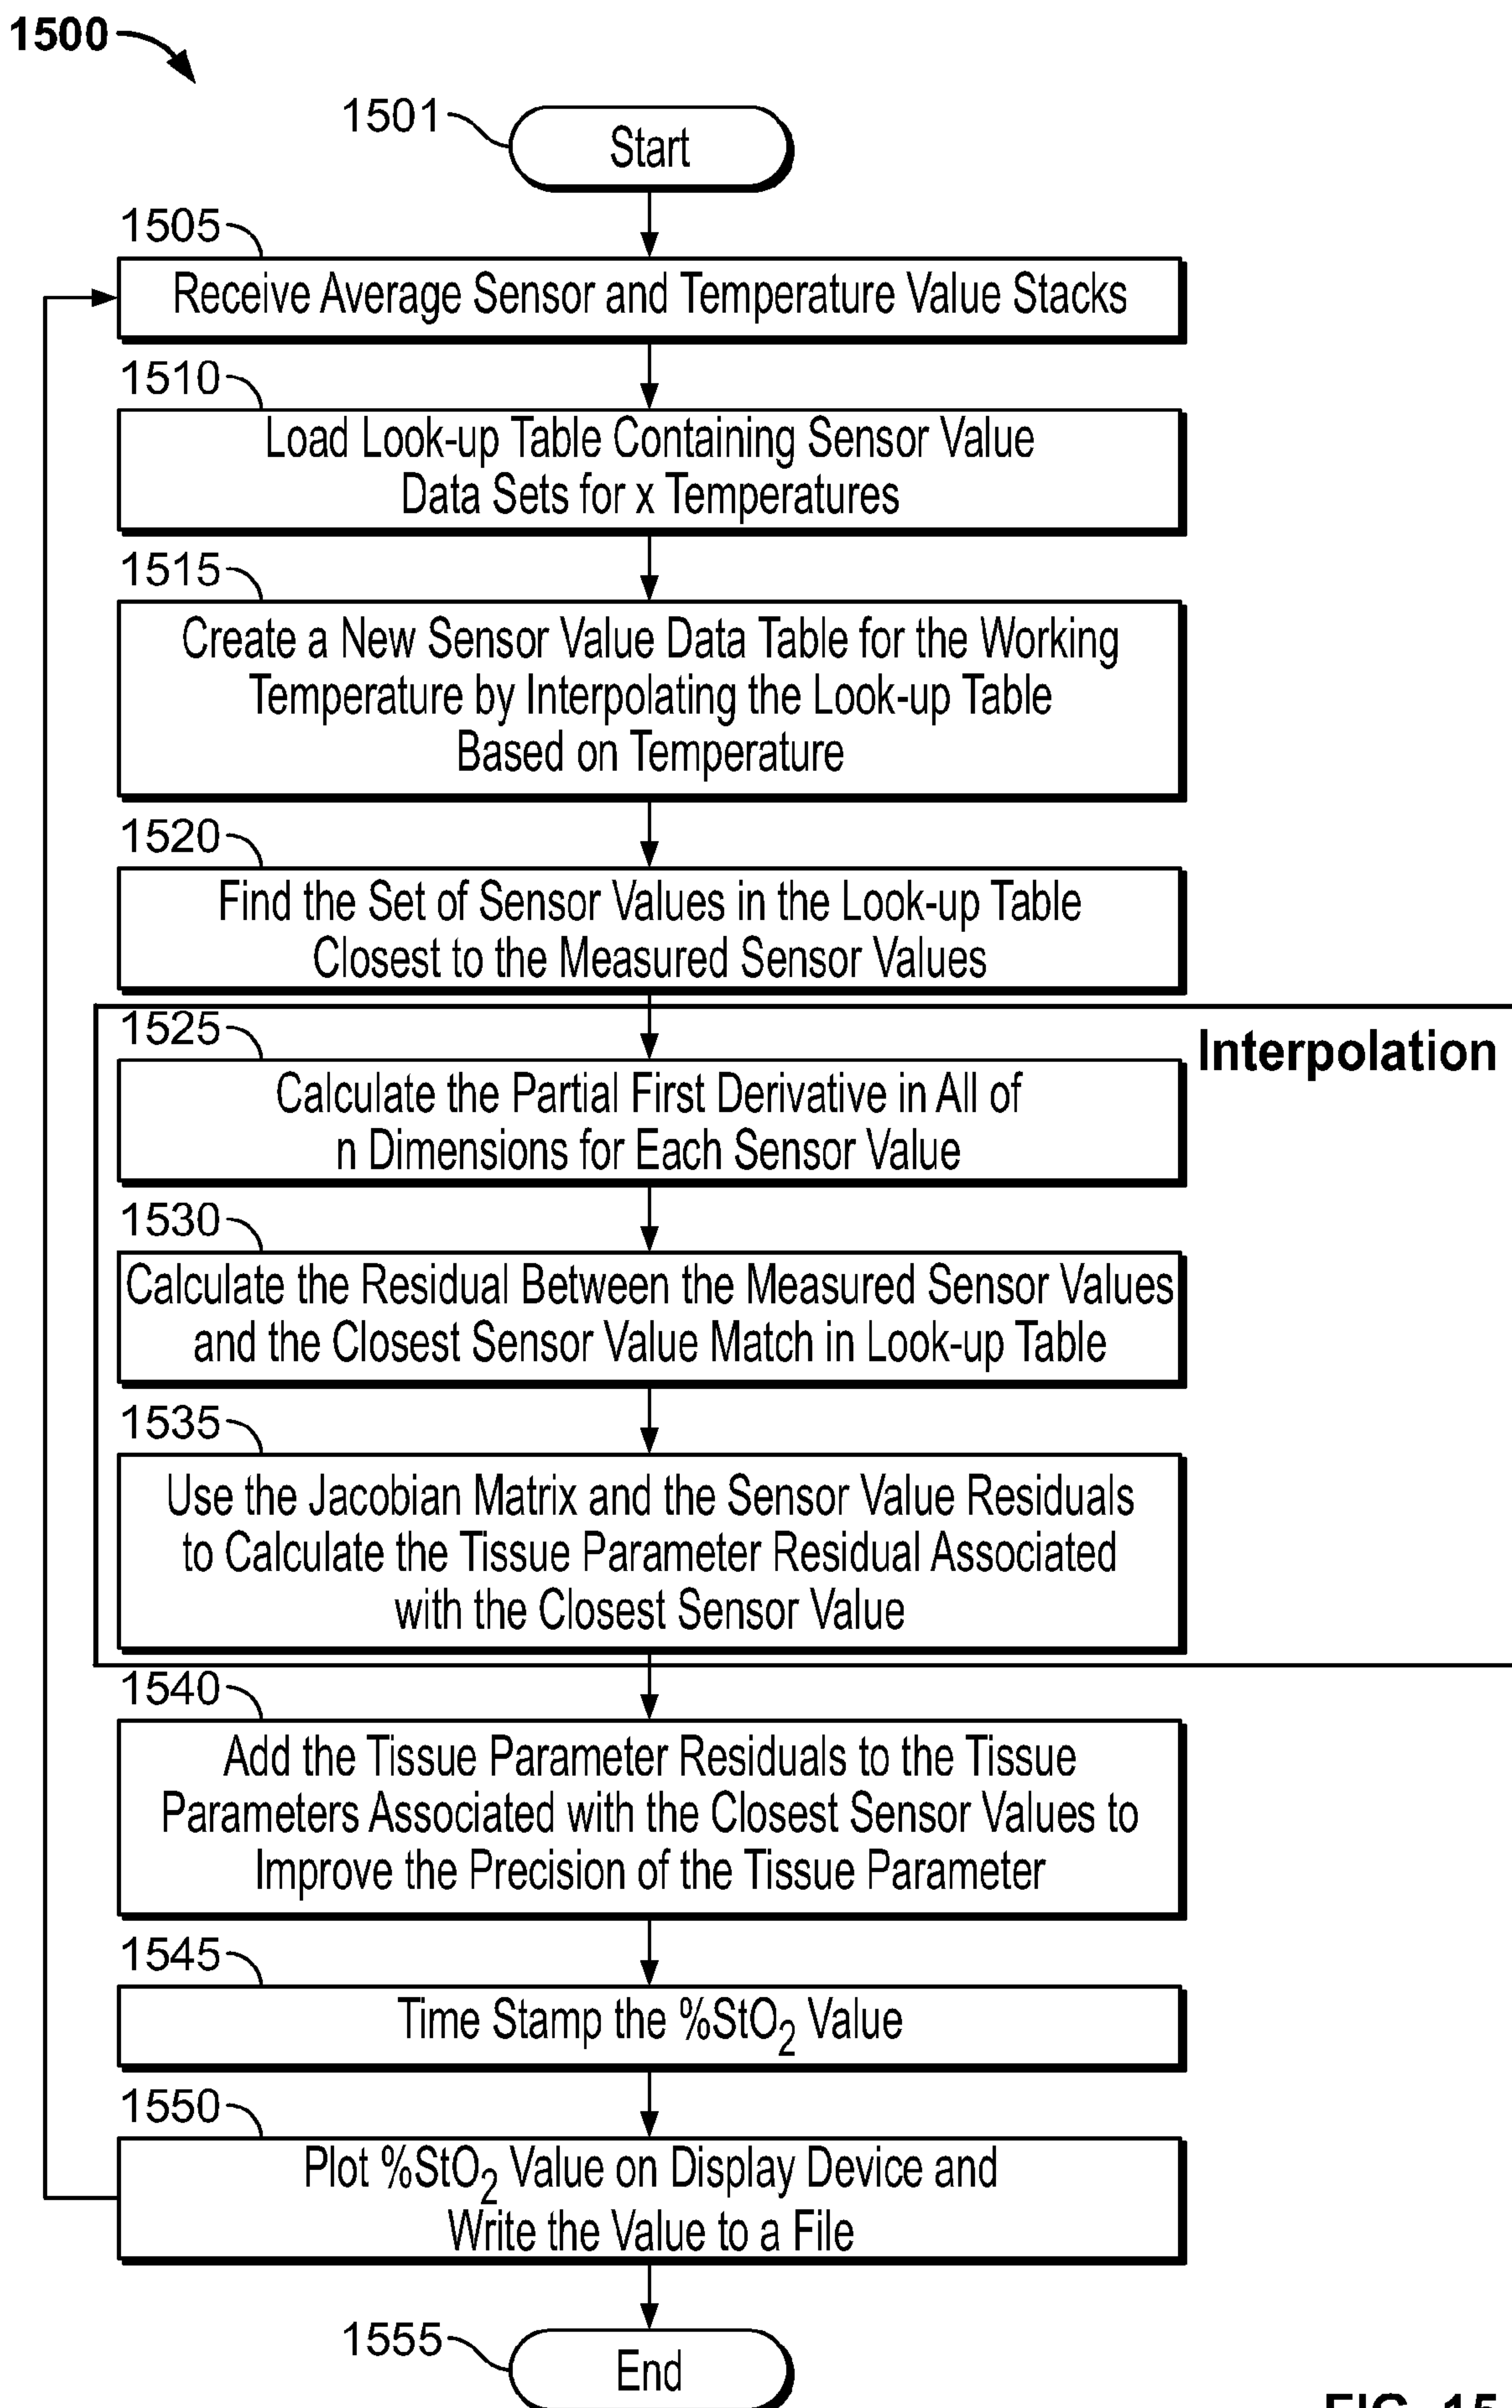 1500
1501
Start
1505
Receive Average Sensor and Temperature Value Stacks
1510
Load Look-up Table Containing Sensor Value
Data Sets for x Temperatures
1515
Create a New Sensor Value Data Table for the Working
Temperature by Interpolating the Look-up Table
Based on Temperature
1520
Find the Set of Sensor Values in the Look-up Table
Closest to the Measured Sensor Values
1525
Interpolation
Calculate the Partial First Derivative in All of
n Dimensions for Each Sensor Value
1530
Calculate the Residual Between the Measured Sensor Values
and the Closest Sensor Value Match in Look-up Table
1535
Use the Jacobian Matrix and the Sensor Value Residuals
to Calculate the Tissue Parameter Residual Associated
with the Closest Sensor Value
1540
Add the Tissue Parameter Residuals to the Tissue
Parameters Associated with the Closest Sensor Values to
Improve the Precision of the Tissue Parameter
1545
Time Stamp the %StO₂ Value
1550
Plot %StO₂ Value on Display Device and
Write the Value to a File
1555
End
FIG. 15